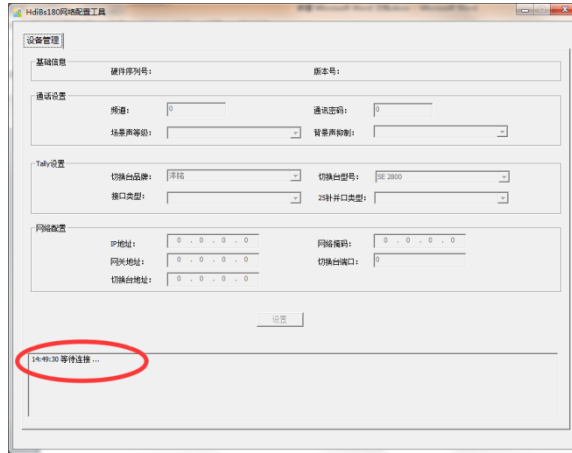 HdiBs180网络配置工具
设备管理
基础信息
硬件序列号： 版本号：
通话设置
频道： 0 通讯密码： 0
场景声等级： 背景声抑制：
Tally设置
切换台品牌： 洋铭 切换台型号： SE 2800
接口类型： 25针并口类型：
网络配置
IP地址： 0 . 0 . 0 . 0 网络掩码： 0 . 0 . 0 . 0
网关地址： 0 . 0 . 0 . 0 切换台端口： 0
切换台地址： 0 . 0 . 0 . 0
设置
14:49:30 等待连接 ...